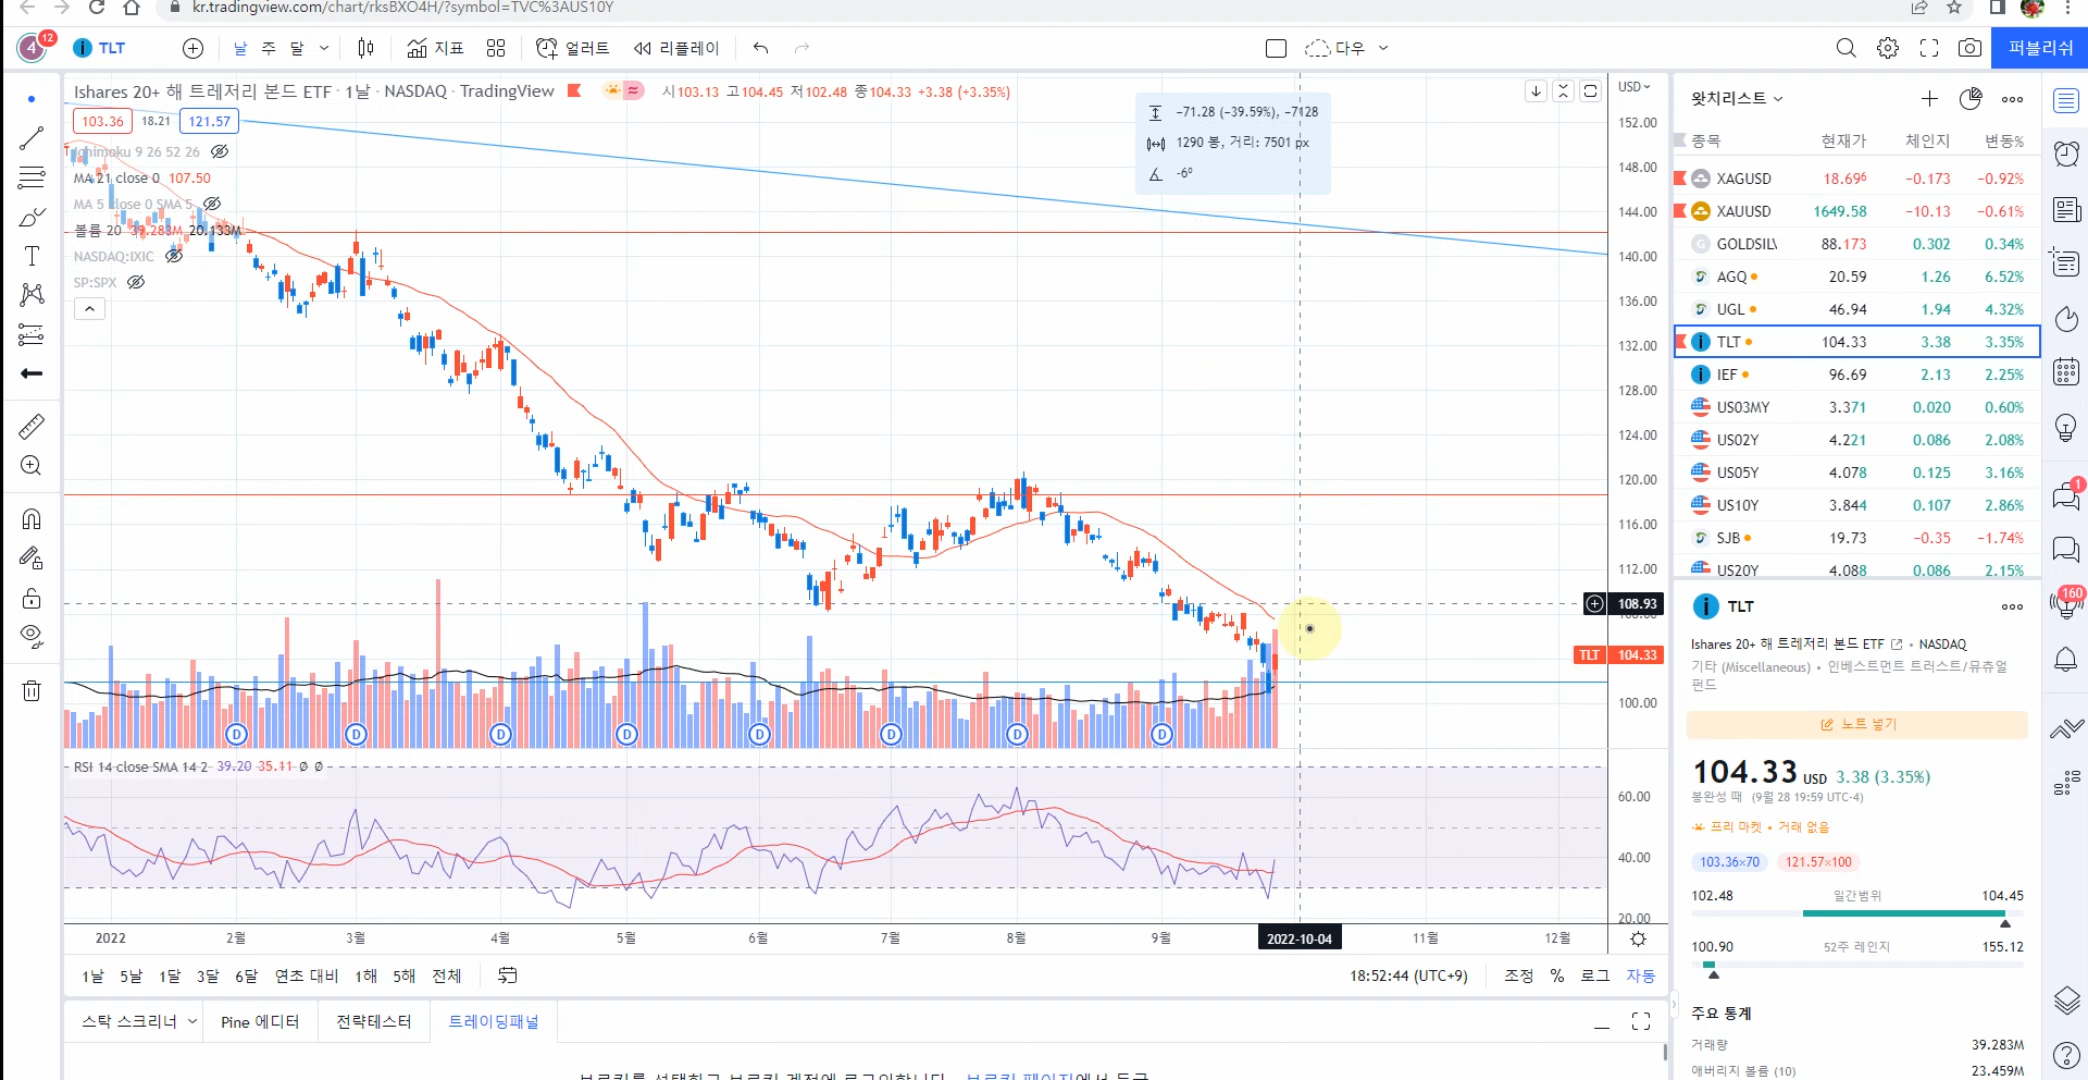 kr.tradingview.com/chart/rksBXO4H/?symbol=TVC%3AUS10Y
4 12 TLT 날 주 달 지표 얼러트 리플레이 다우 퍼블리쉬
Ishares 20+ 해 트레저리 본드 ETF · 1날 · NASDAQ · TradingView 시103.13 고104.45 저102.48 종104.33 +3.38 (+3.35%)
103.36 18.21 121.57
Ichimoku 9 26 52 26
MA 21 close 0 107.50
MA 5 close 0 SMA 5
볼륨 20 39.283M 20.133M
NASDAQ:IXIC
SP:SPX
−71.28 (−39.59%), −7128
1290 봉, 거리: 7501 px
-6º
USD
152.00
148.00
144.00
140.00
136.00
132.00
128.00
124.00
120.00
116.00
112.00
108.93
TLT 104.33
100.00
D D D D D D D D
RSI 14 close SMA 14 2 39.20 35.11 Ø Ø
60.00
40.00
20.00
2022 2월 3월 4월 5월 6월 7월 8월 9월 2022-10-04 11월 12월
1날 5날 1달 3달 6달 연초 대비 1해 5해 전체 18:52:44 (UTC+9) 조정 % 로그 자동
스탁 스크리너 Pine 에디터 전략테스터 트레이딩패널
왓치리스트
종목 현재가 체인지 변동%
XAGUSD 18.696 −0.173 −0.92%
XAUUSD 1649.58 −10.13 −0.61%
GOLDSIL 88.173 0.302 0.34%
AGQ 20.59 1.26 6.52%
UGL 46.94 1.94 4.32%
TLT 104.33 3.38 3.35%
IEF 96.69 2.13 2.25%
US03MY 3.371 0.020 0.60%
US02Y 4.221 0.086 2.08%
US05Y 4.078 0.125 3.16%
US10Y 3.844 0.107 2.86%
SJB 19.73 −0.35 −1.74%
US20Y 4.088 0.086 2.15%
TLT
Ishares 20+ 해 트레저리 본드 ETF • NASDAQ
기타 (Miscellaneous) • 인베스트먼트 트러스트/뮤츄얼
펀드
노트 넣기
104.33 USD 3.38 (3.35%)
봉완성 때 (9월 28 19:59 UTC-4)
프리 마켓 • 거래 없음
103.36×70 121.57×100
102.48 일간범위 104.45
100.90 52주 레인지 155.12
주요 통계
거래량 39.283M
애버리지 볼륨 (10) 23.459M
1
160